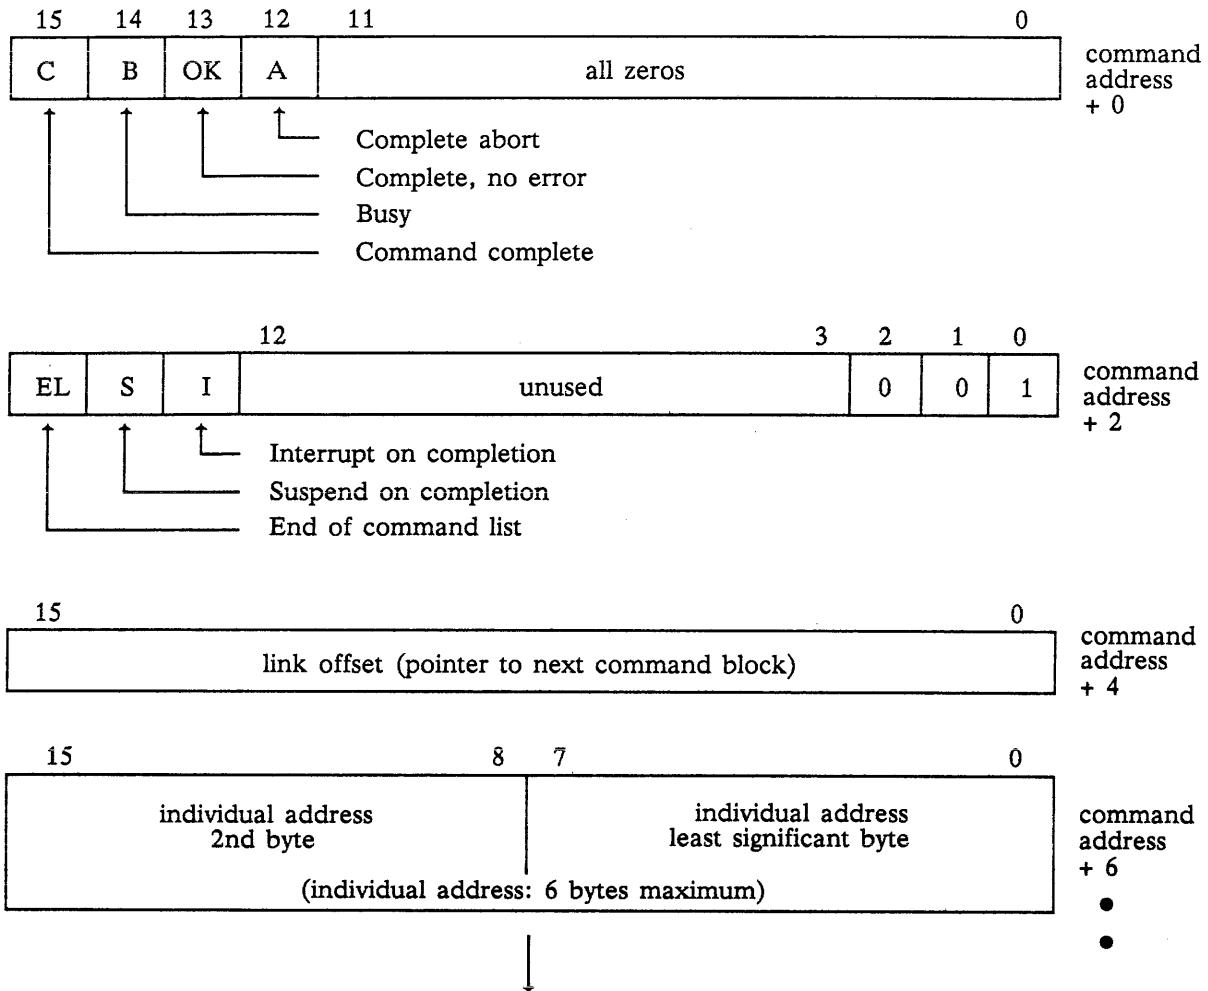 15 14 13 12 11 0
C B OK A all zeros
command
address
+ 0
Complete abort
Complete, no error
Busy
Command complete
12 3 2 1 0
EL S I unused 0 0 1
command
address
+ 2
Interrupt on completion
Suspend on completion
End of command list
15 0
link offset (pointer to next command block)
command
address
+ 4
15 8 7 0
individual address
2nd byte
individual address
least significant byte
(individual address: 6 bytes maximum)
command
address
+ 6